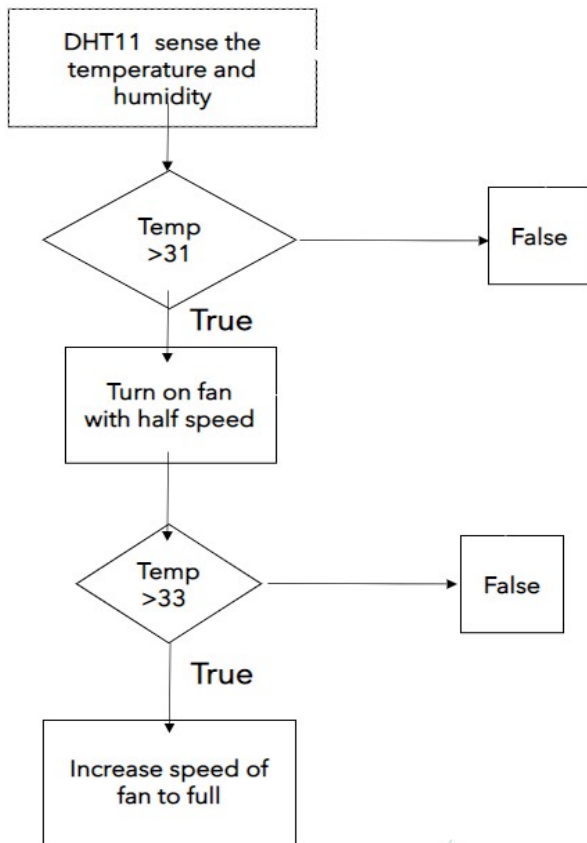 DHT11 sense the
temperature and
humidity
Temp
>31
False
True
Turn on fan
with half speed
Temp
>33
False
True
Increase speed of
fan to full